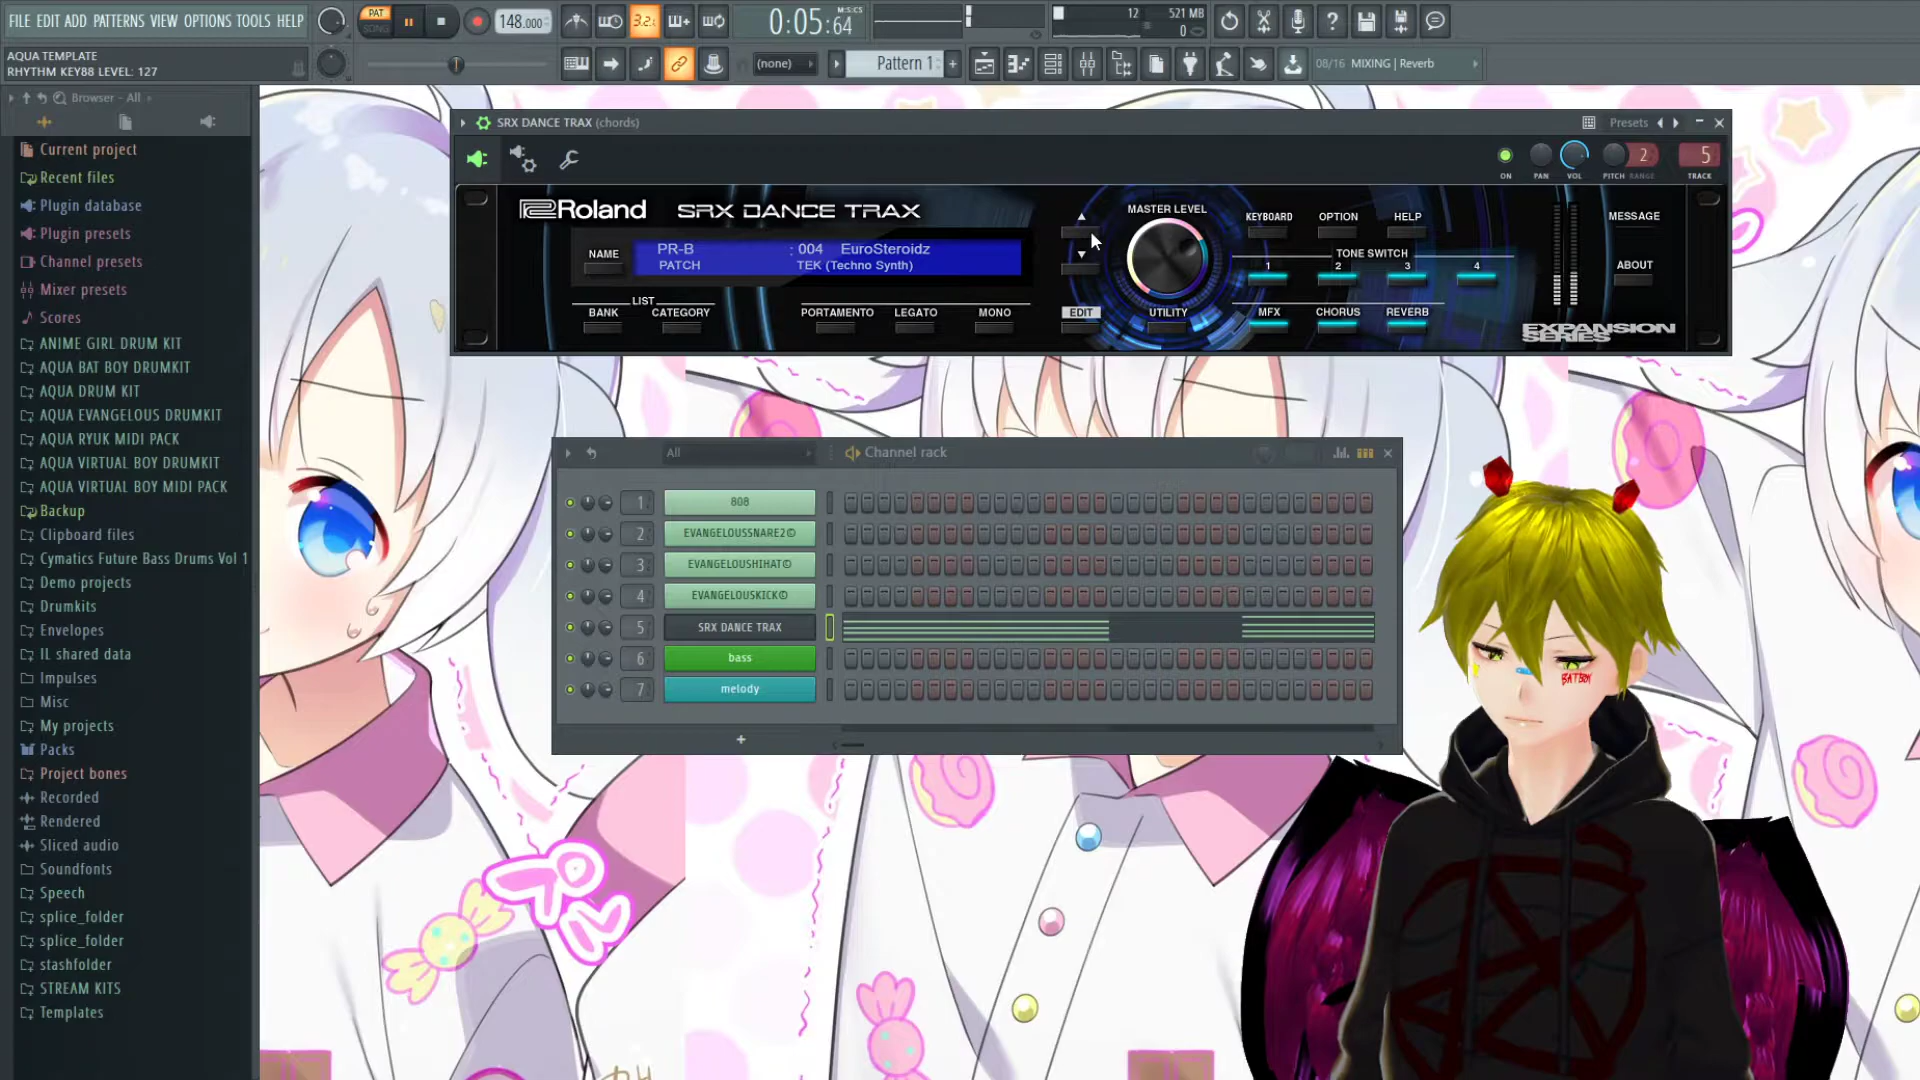 FILE EDIT ADD PATTERNS VIEW OPTIONS TOOLS HELP
PAT
SONG
148.000
3.2.
0:05:64
M:S:CS
12
521 MB
0
AQUA TEMPLATE
RHYTHM KEY88 LEVEL: 127
(none)
Pattern 1
08/16 MIXING | Reverb
Browser - All
Current project
Recent files
Plugin database
Plugin presets
Channel presets
Mixer presets
Scores
ANIME GIRL DRUM KIT
AQUA BAT BOY DRUMKIT
AQUA DRUM KIT
AQUA EVANGELOUS DRUMKIT
AQUA RYUK MIDI PACK
AQUA VIRTUAL BOY DRUMKIT
AQUA VIRTUAL BOY MIDI PACK
Backup
Clipboard files
Cymatics Future Bass Drums Vol 1
Demo projects
Drumkits
Envelopes
IL shared data
Impulses
Misc
My projects
Packs
Project bones
Recorded
Rendered
Sliced audio
Soundfonts
Speech
splice_folder
splice_folder
stashfolder
STREAM KITS
Templates
SRX DANCE TRAX (chords)
Presets
2
5
ON PAN VOL PITCH RANGE TRACK
Roland SRX DANCE TRAX
MASTER LEVEL
KEYBOARD OPTION HELP
MESSAGE
NAME
PR-B : 004 EuroSteroidz
PATCH TEK (Techno Synth)
TONE SWITCH
1 2 3 4
ABOUT
LIST
BANK CATEGORY PORTAMENTO LEGATO MONO EDIT UTILITY MFX CHORUS REVERB
EXPANSION SERIES
All
Channel rack
1 808
2 EVANGELOUSSNARE2©
3 EVANGELOUSHIHAT©
4 EVANGELOUSKICK©
5 SRX DANCE TRAX
6 bass
7 melody
BATBOY